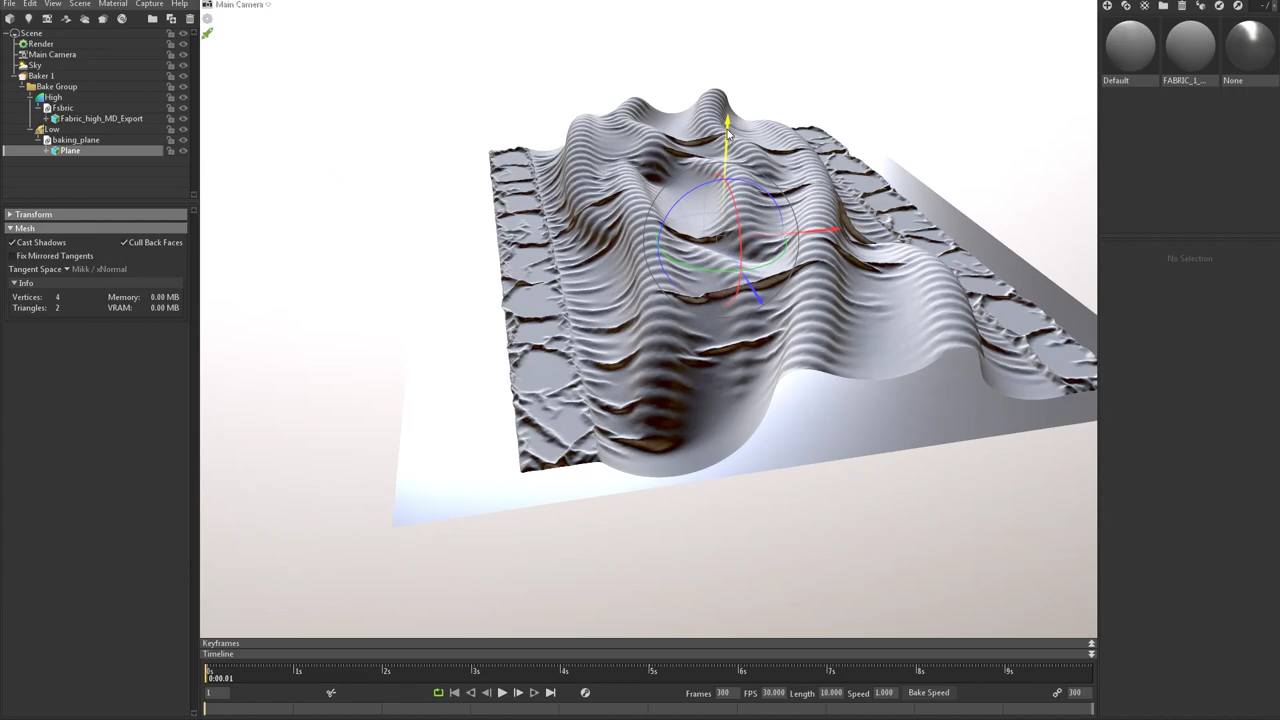 File Edit View Scene Material Capture Help
Main Camera
Scene
Render
Main Camera
Sky
Baker 1
Bake Group
High
Fsbric
Fabric_high_MD_Export
Low
baking_plane
Plane
Transform
Mesh
Cast Shadows Cull Back Faces
Fix Mirrored Tangents
Tangent Space Mikk / xNormal
Info
Vertices: 4 Memory: 0.00 MB
Triangles: 2 VRAM: 0.00 MB
Default FABRIC_1_... None
No Selection
Keyframes
Timeline
0s 1s 2s 3s 4s 5s 6s 7s 8s 9s
0:00.01
1 Frames 300 FPS 30.000 Length 10.000 Speed 1.000 Bake Speed 300